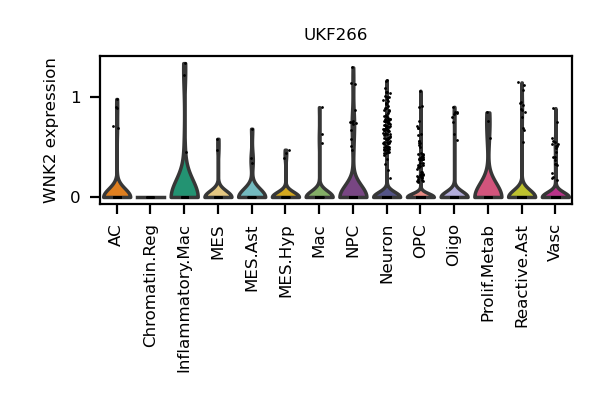 UKF266
WNK2 expression
1
0
AC
Chromatin.Reg
Inflammatory.Mac
MES
MES.Ast
MES.Hyp
Mac
NPC
Neuron
OPC
Oligo
Prolif.Metab
Reactive.Ast
Vasc